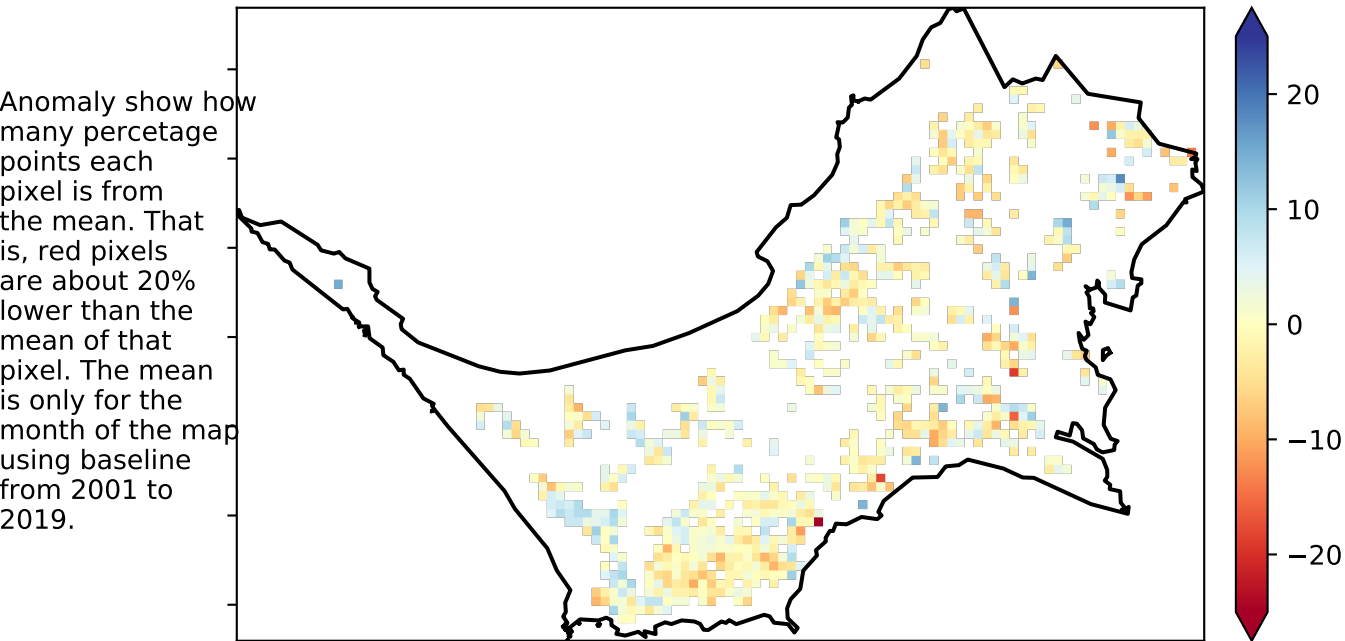 Anomaly show how
many percetage
points each
pixel is from
the mean. That
is, red pixels
are about 20%
lower than the
mean of that
pixel. The mean
is only for the
month of the map
using baseline
from 2001 to
2019.
20
10
0
−10
−20